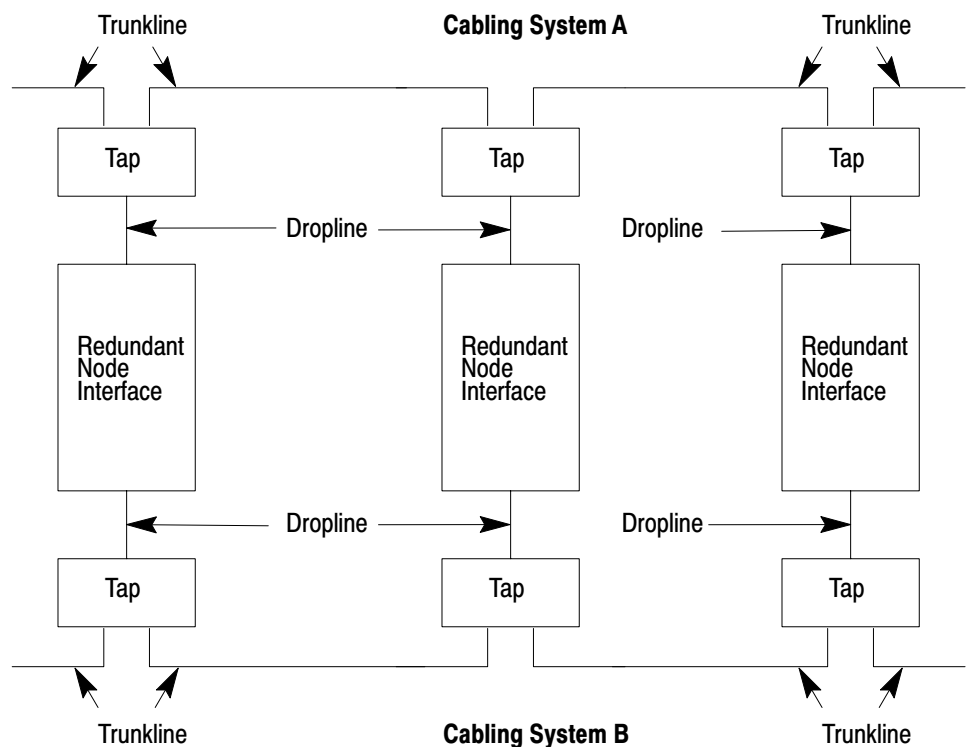 Trunkline
Cabling System A
Trunkline
Tap
Tap
Tap
Dropline
Dropline
Redundant
Node
Interface
Redundant
Node
Interface
Redundant
Node
Interface
Dropline
Dropline
Tap
Tap
Tap
Trunkline
Cabling System B
Trunkline